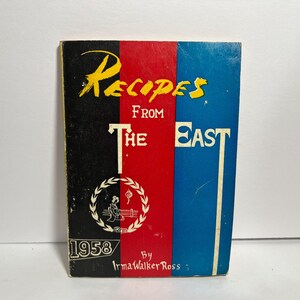 RECIPES
FROM
THE EAST
1958
By
Irma Walker Ross